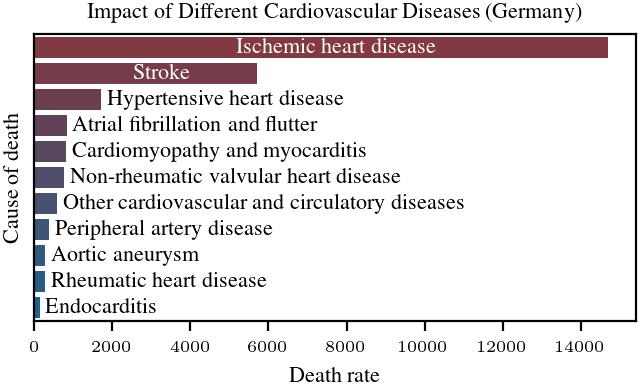 Impact of Different Cardiovascular Diseases (Germany)
Cause of death
Ischemic heart disease
Stroke
Hypertensive heart disease
Atrial fibrillation and flutter
Cardiomyopathy and myocarditis
Non-rheumatic valvular heart disease
Other cardiovascular and circulatory diseases
Peripheral artery disease
Aortic aneurysm
Rheumatic heart disease
Endocarditis
0 2000 4000 6000 8000 10000 12000 14000
Death rate